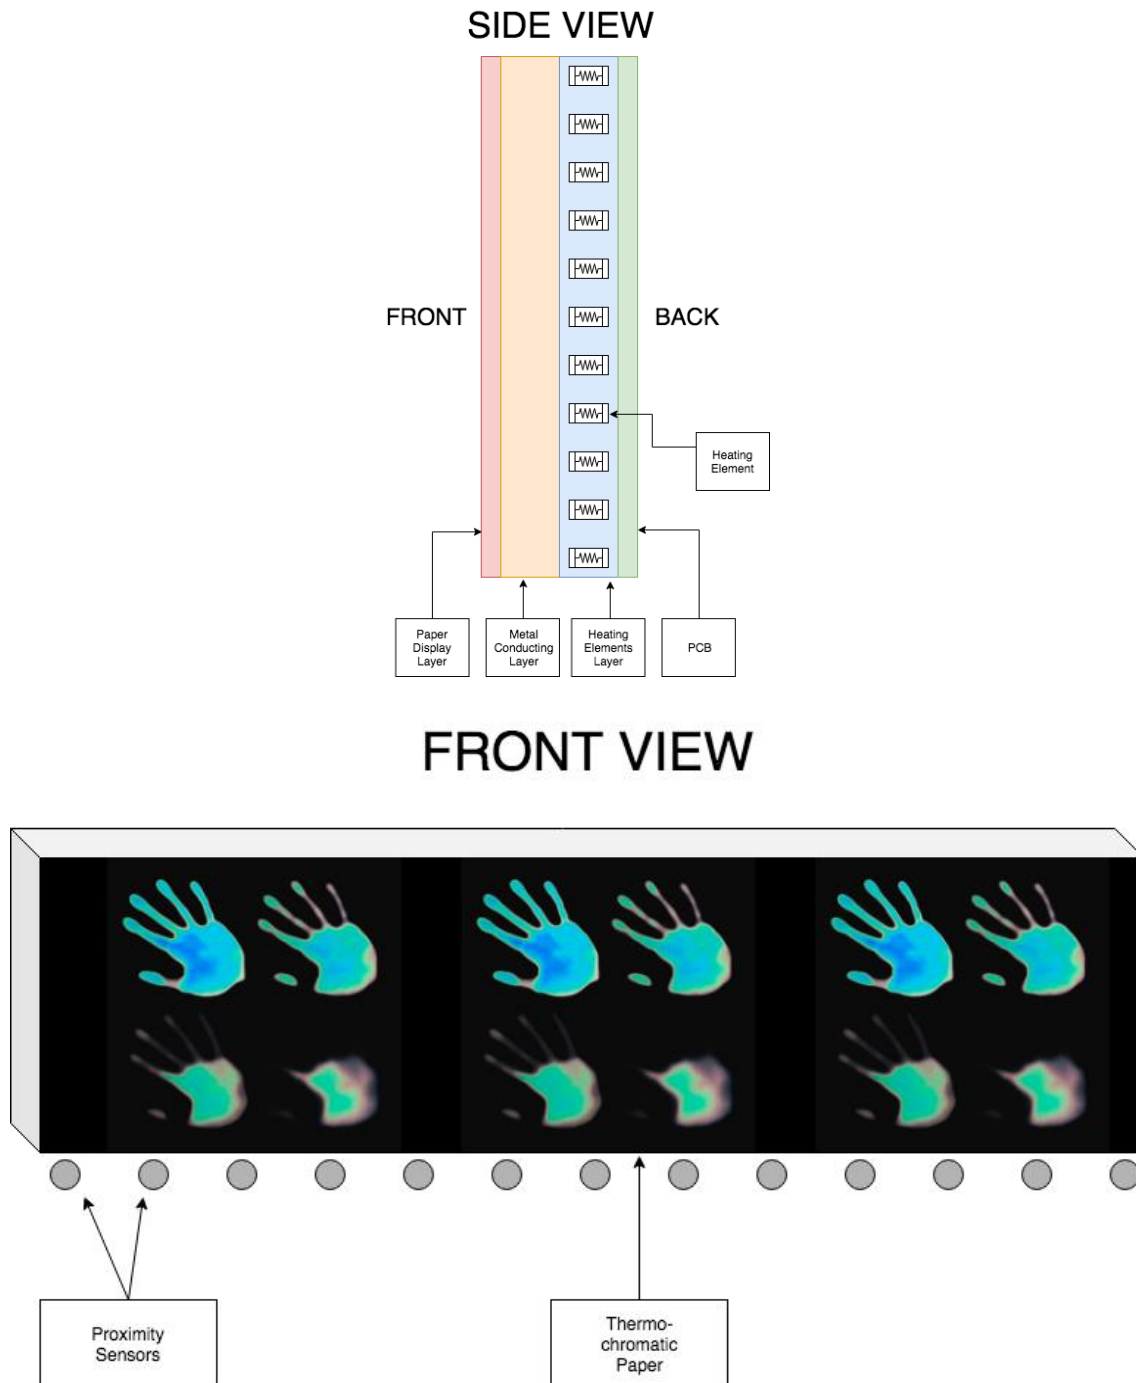 SIDE VIEW
FRONT
BACK
Heating
Element
Paper
Display
Layer
Metal
Conducting
Layer
Heating
Elements
Layer
PCB
FRONT VIEW
Proximity
Sensors
Thermo-
chromatic
Paper